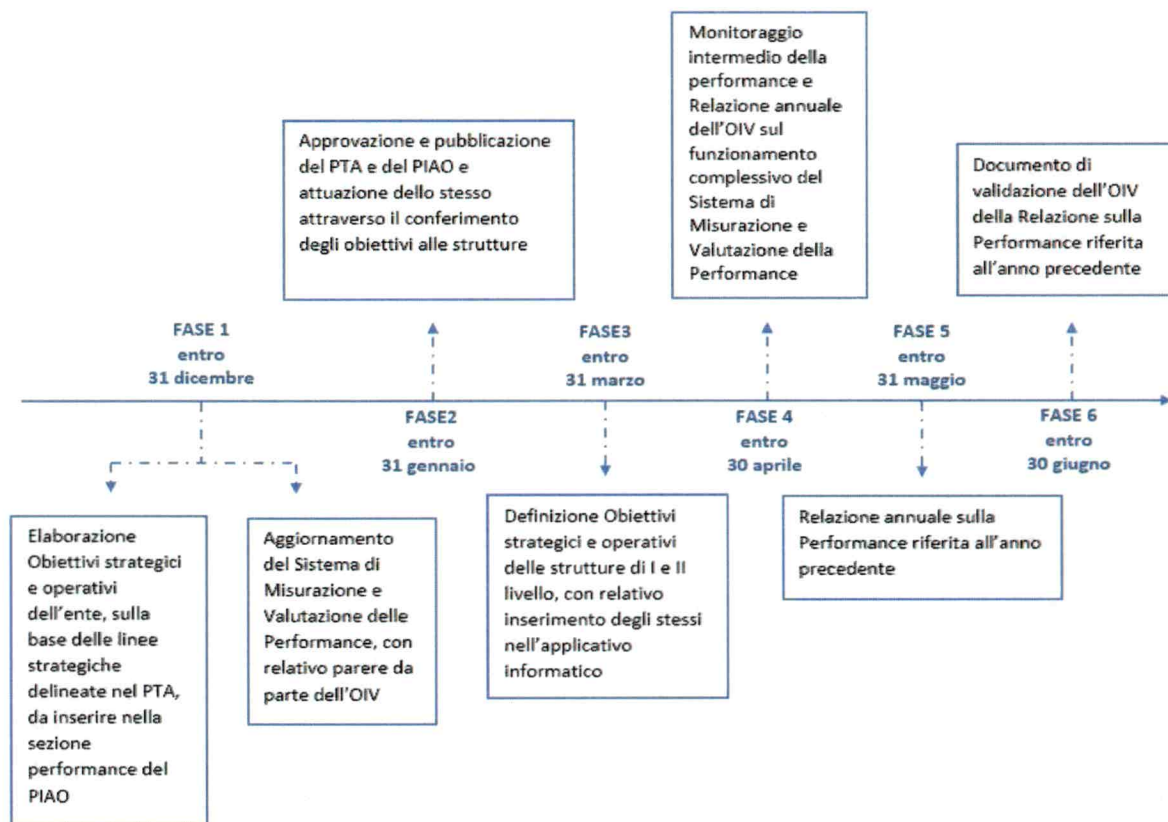 Monitoraggio
intermedio della
performance e
Relazione annuale
dell'OIV sul
funzionamento
complessivo del
Sistema di
Misurazione e
Valutazione della
Performance
Approvazione e pubblicazione
del PTA e del PIAO e
attuazione dello stesso
attraverso il conferimento
degli obiettivi alle strutture
Documento di
validazione dell'OIV
della Relazione sulla
Performance riferita
all'anno precedente
FASE 1
entro
31 dicembre
FASE3
entro
31 marzo
FASE 5
entro
31 maggio
FASE2
entro
31 gennaio
FASE 4
entro
30 aprile
FASE 6
entro
30 giugno
Elaborazione
Obiettivi strategici
e operativi
dell'ente, sulla
base delle linee
strategiche
delineate nel PTA,
da inserire nella
sezione
performance del
PIAO
Aggiornamento
del Sistema di
Misurazione e
Valutazione delle
Performance, con
relativo parere da
parte dell'OIV
Definizione Obiettivi
strategici e operativi
delle strutture di I e II
livello, con relativo
inserimento degli stessi
nell'applicativo
informatico
Relazione annuale sulla
Performance riferita all'anno
precedente